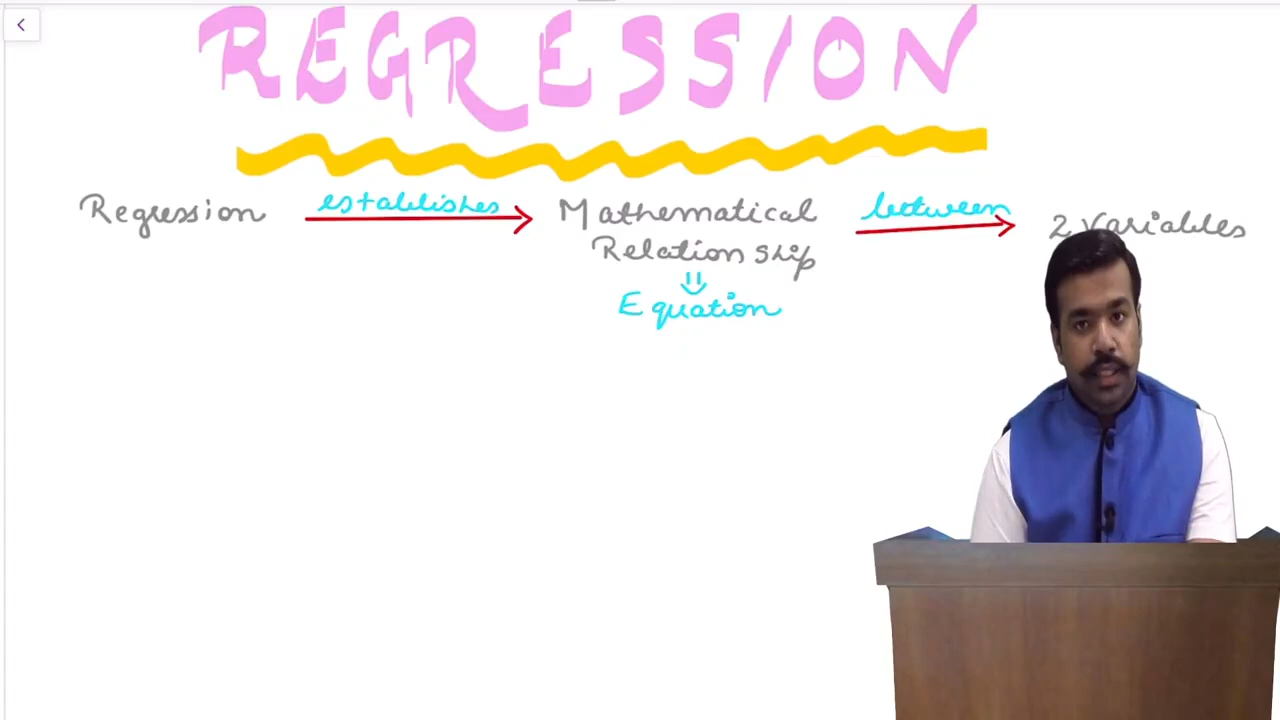 REGRESSION
Regression establishes Mathematical between 2 Variables
Relationship
Equation